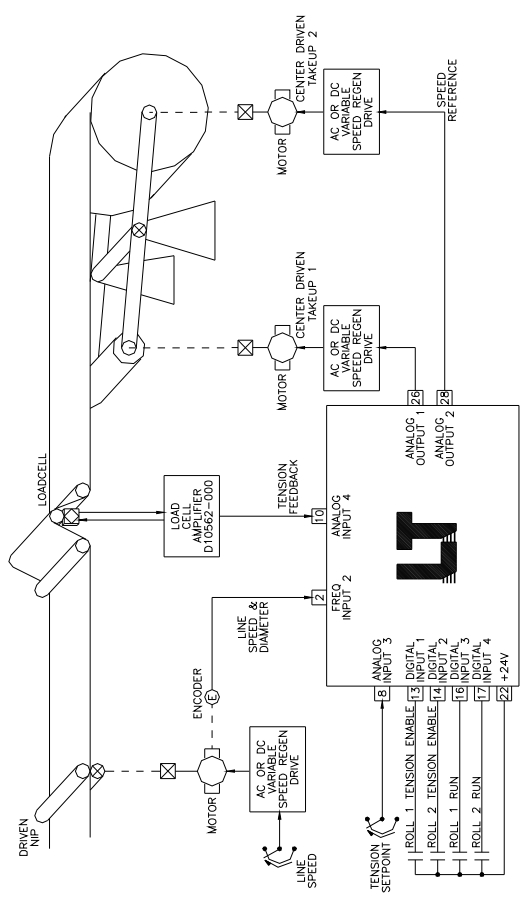 DRIVEN
NIP
LOADCELL
MOTOR
ENCODER
E
AC OR DC
VARIABLE
SPEED REGEN
DRIVE
LINE
SPEED
LINE
SPEED &
DIAMETER
LOAD
CELL
AMPLIFIER
D10562-000
TENSION
FEEDBACK
MOTOR
CENTER DRIVEN
TAKEUP 1
AC OR DC
VARIABLE
SPEED REGEN
DRIVE
MOTOR
CENTER DRIVEN
TAKEUP 2
AC OR DC
VARIABLE
SPEED REGEN
DRIVE
SPEED
REFERENCE
2
FREQ
INPUT 2
10
ANALOG
INPUT 4
26
ANALOG
OUTPUT 1
28
ANALOG
OUTPUT 2
TENSION
SETPOINT
8
ANALOG
INPUT 3
ROLL 1 TENSION ENABLE
13
DIGITAL
INPUT 1
ROLL 2 TENSION ENABLE
14
DIGITAL
INPUT 2
ROLL 1 RUN
16
DIGITAL
INPUT 3
ROLL 2 RUN
17
DIGITAL
INPUT 4
22
+24V